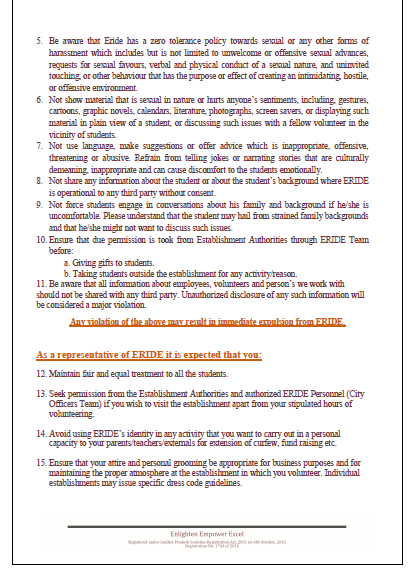 5. Be aware that Eride has a zero tolerance policy towards sexual or any other forms of
harassment which includes but is not limited to unwelcome or offensive sexual advances,
requests for sexual favours, verbal and physical conduct of a sexual nature, and uninvited
touching, or other behaviour that has the purpose or effect of creating an intimidating, hostile,
or offensive environment.
6. Not show material that is sexual in nature or hurts anyone's sentiments, including, gestures,
cartoons, graphic novels, calendars, literature, photographs, screen savers, or displaying such
material in plain view of a student, or discussing such issues with a fellow volunteer in the
vicinity of students.
7. Not use language, make suggestions or offer advice which is inappropriate, offensive,
threatening or abusive. Refrain from telling jokes or narrating stories that are culturally
demeaning, inappropriate and can cause discomfort to the students emotionally.
8. Not share any information about the student or about the student's background where ERIDE
is operational to any third party without consent.
9. Not force students engage in conversations about his family and background if he/she is
uncomfortable. Please understand that the student may hail from strained family backgrounds
and that he/she might not want to discuss such issues.
10. Ensure that due permission is took from Establishment Authorities through ERIDE Team
before:
a. Giving gifts to students.
b. Taking students outside the establishment for any activity/reason.
11. Be aware that all information about employees, volunteers and person's we work with
should not be shared with any third party. Unauthorized disclosure of any such information will
be considered a major violation.
Any violation of the above may result in immediate expulsion from ERIDE.
As a representative of ERIDE it is expected that you:
12. Maintain fair and equal treatment to all the students.
13. Seek permission from the Establishment Authorities and authorized ERIDE Personnel (City
Officers Team) if you wish to visit the establishment apart from your stipulated hours of
volunteering.
14. Avoid using ERIDE's identity in any activity that you want to carry out in a personal
capacity to your parents/teachers/externals for extension of curfew, fund raising etc.
15. Ensure that your attire and personal grooming be appropriate for business purposes and for
maintaining the proper atmosphere at the establishment in which you volunteer. Individual
establishments may issue specific dress code guidelines.
Enlighten Empower Excel
Registered under Andhra Pradesh Societies Registration Act, 2001 on 4th October, 2016